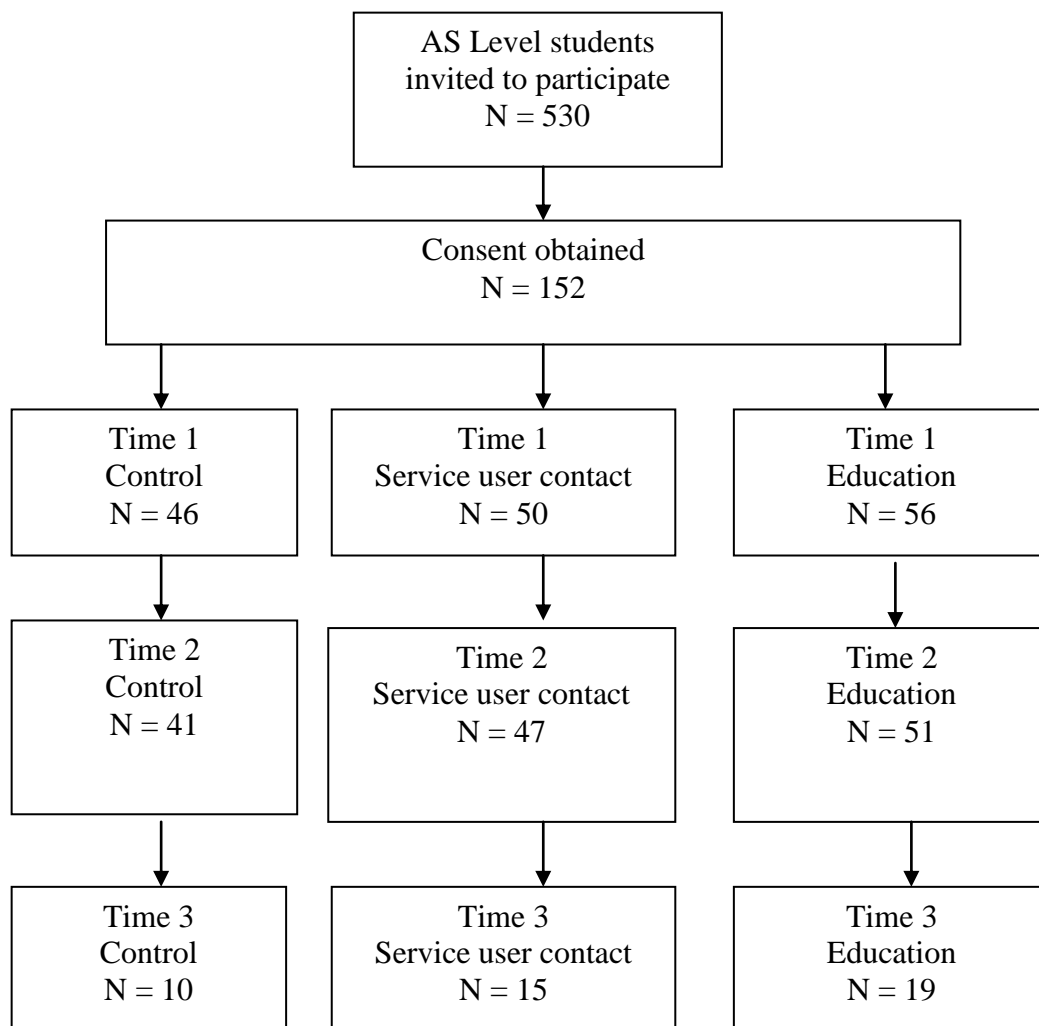 AS Level students
invited to participate
N = 530
Consent obtained
N = 152
Time 1
Control
N = 46
Time 1
Service user contact
N = 50
Time 1
Education
N = 56
Time 2
Control
N = 41
Time 2
Service user contact
N = 47
Time 2
Education
N = 51
Time 3
Control
N = 10
Time 3
Service user contact
N = 15
Time 3
Education
N = 19